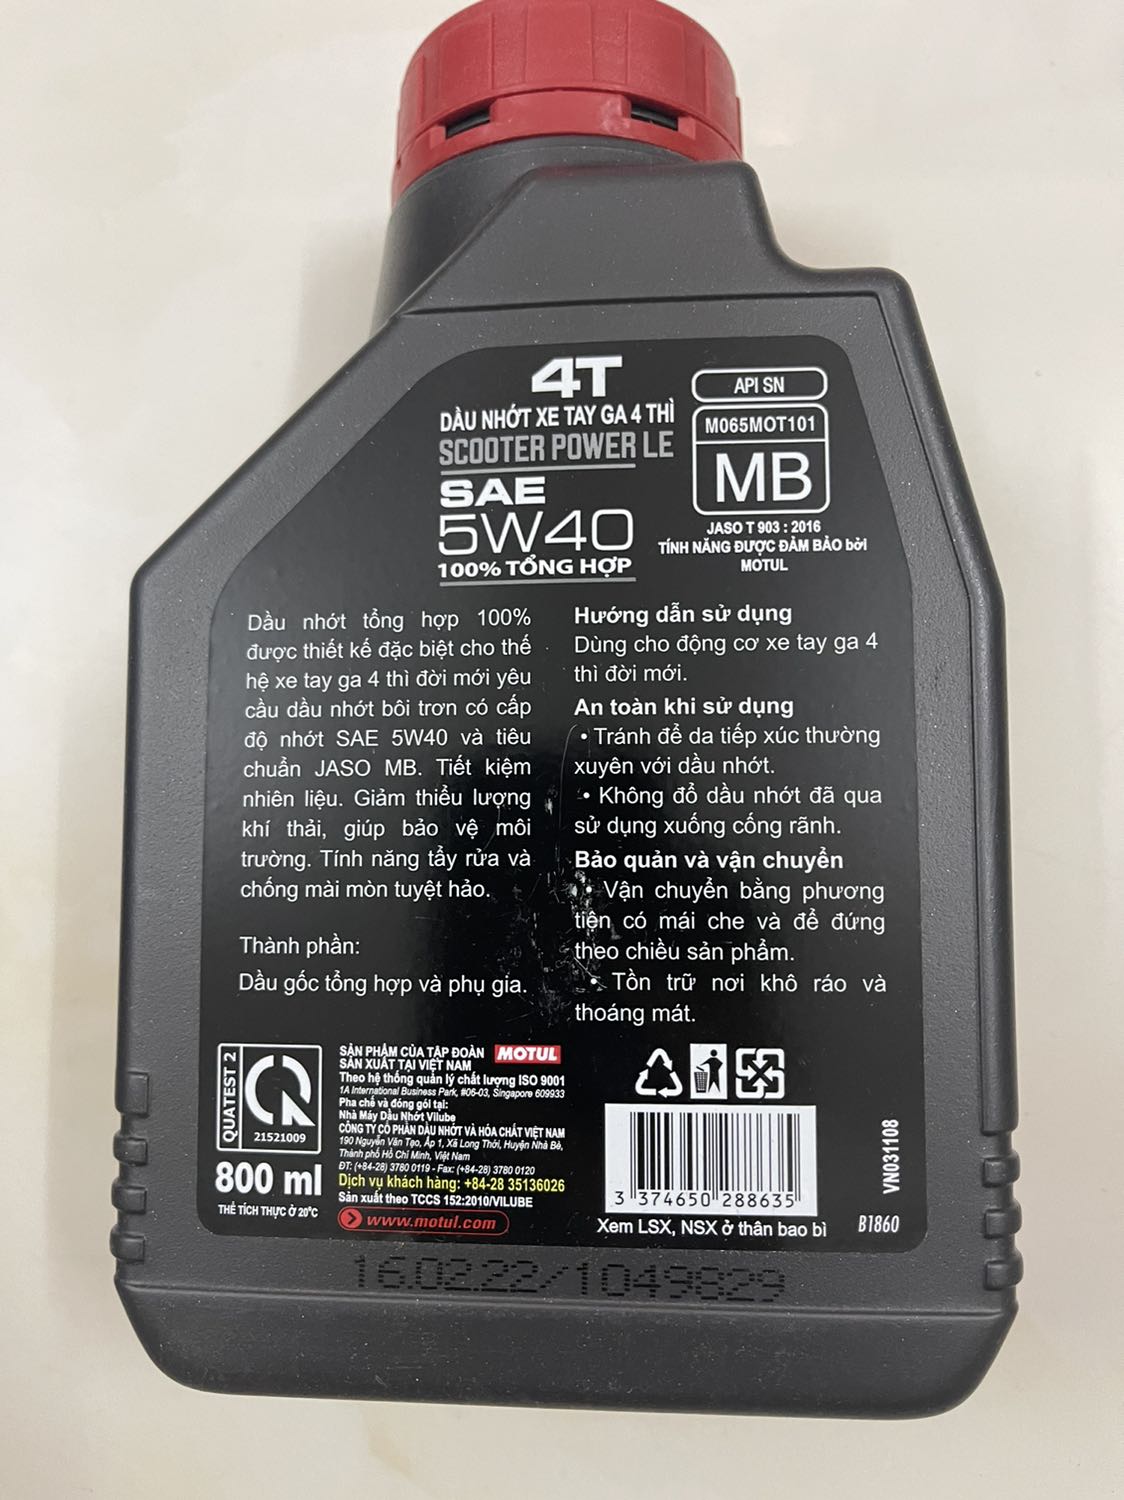 4T
DẦU NHỚT XE TAY GA 4 THÌ
SCOOTER POWER LE
SAE
5W40
100% TỔNG HỢP
API SN
M065MOT101
MB
JASO T 903 : 2016
TÍNH NĂNG ĐƯỢC ĐẢM BẢO bởi
MOTUL
Dầu nhớt tổng hợp 100%
được thiết kế đặc biệt cho thế
hệ xe tay ga 4 thì đời mới yêu
cầu dầu nhớt bôi trơn có cấp
độ nhớt SAE 5W40 và tiêu
chuẩn JASO MB. Tiết kiệm
nhiên liệu. Giảm thiểu lượng
khí thải, giúp bảo vệ môi
trường. Tính năng tẩy rửa và
chống mài mòn tuyệt hảo.
Thành phần:
Dầu gốc tổng hợp và phụ gia.
Hướng dẫn sử dụng
Dùng cho động cơ xe tay ga 4
thì đời mới.
An toàn khi sử dụng
• Tránh để da tiếp xúc thường
xuyên với dầu nhớt.
• Không đổ dầu nhớt đã qua
sử dụng xuống cống rãnh.
Bảo quản và vận chuyển
• Vận chuyển bằng phương
tiện có mái che và để đứng
theo chiều sản phẩm.
• Tồn trữ nơi khô ráo và
thoáng mát.
QUATEST 2
21521009
800 ml
THỂ TÍCH THỰC Ở 20°C
SẢN PHẨM CỦA TẬP ĐOÀN MOTUL
SẢN XUẤT TẠI VIỆT NAM
Theo hệ thống quản lý chất lượng ISO 9001
1A International Business Park, #06-03, Singapore 609933
Pha chế và đóng gói tại:
Nhà Máy Dầu Nhớt Vilube
CÔNG TY CỔ PHẦN DẦU NHỚT VÀ HÓA CHẤT VIỆT NAM
190 Nguyễn Văn Tạo, Ấp 1, Xã Long Thới, Huyện Nhà Bè,
Thành phố Hồ Chí Minh, Việt Nam
ĐT: (+84-28) 3780 0119 - Fax: (+84-28) 3780 0120
Dịch vụ khách hàng: +84-28 35136026
Sản xuất theo TCCS 152:2010/VILUBE
www.motul.com
3 374650 288635
Xem LSX, NSX ở thân bao bì
VN031108
B1860
16.02.22/1049829